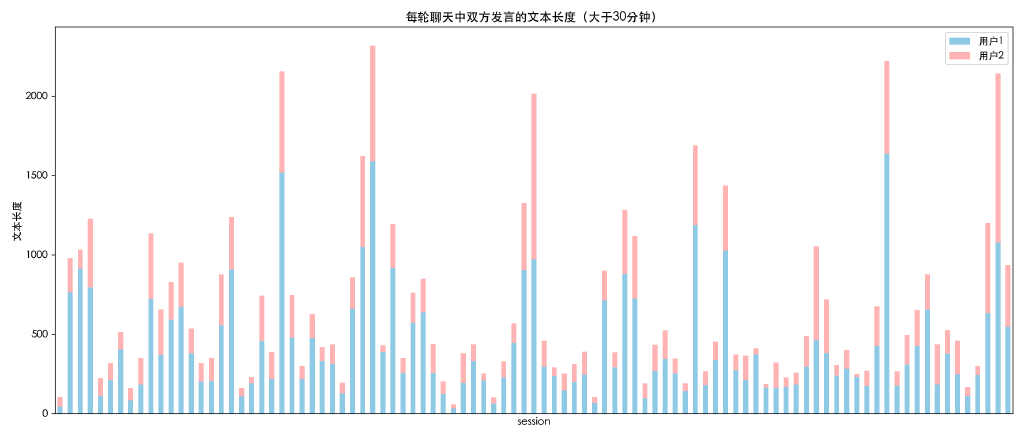 每轮聊天中双方发言的文本长度（大于30分钟）
用户1
用户2
2000
1500
1000
500
0
文本长度
session